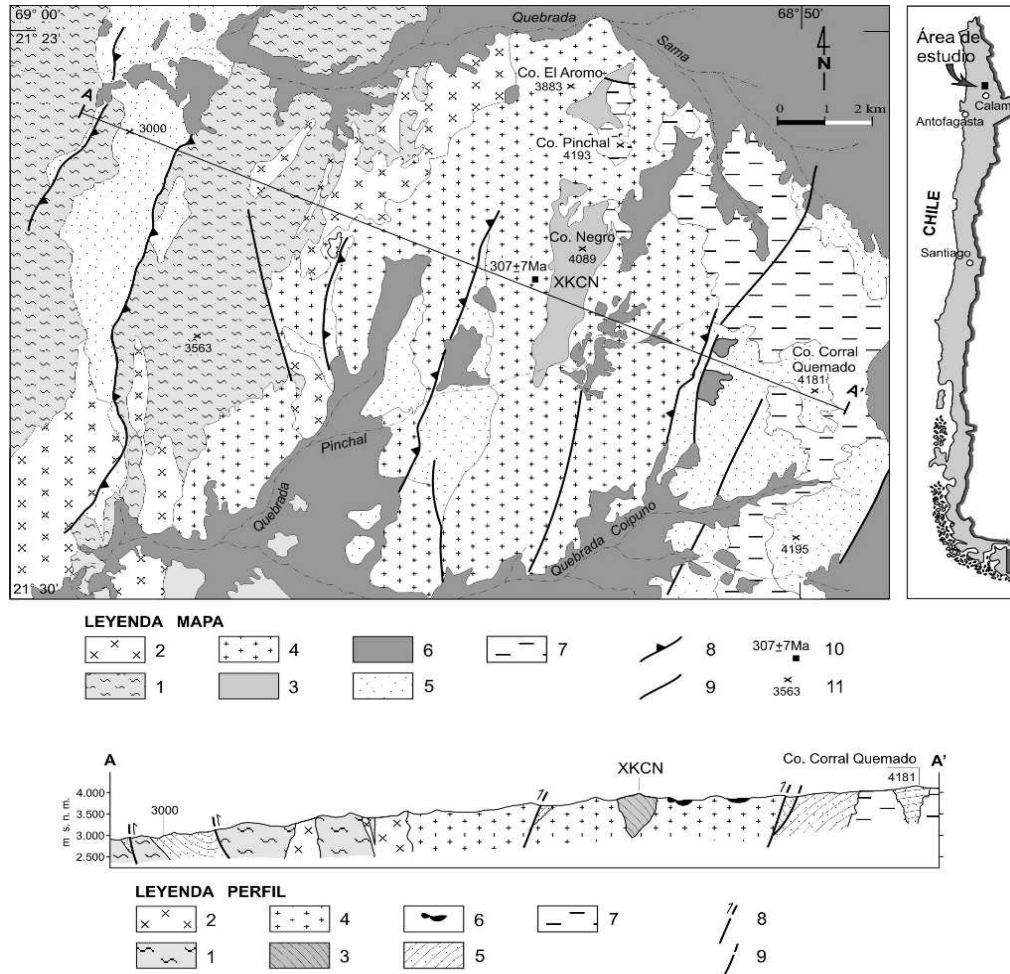 69° 00'
21° 23'
68° 50'
Quebrada
Sama
N
0 1 2 km
Co. El Aromo
3883
Co. Pinchal
4193
A
3000
Co. Negro
4089
307±7Ma
XKCN
3563
Co. Corral
Quemado
4181
A'
Pinchal
Quebrada
Quebrada Coipuno
4195
21° 30'
Área de
estudio
Calam
Antofagasta
CHILE
Santiago
LEYENDA MAPA
2 4 6 7 8 307±7Ma 10
1 3 5 9 3563 11
A
A'
XKCN
Co. Corral Quemado
4181
3000
4.000
3.500
3.000
2.500
m s. n. m.
LEYENDA PERFIL
2 4 6 7 8
1 3 5 9